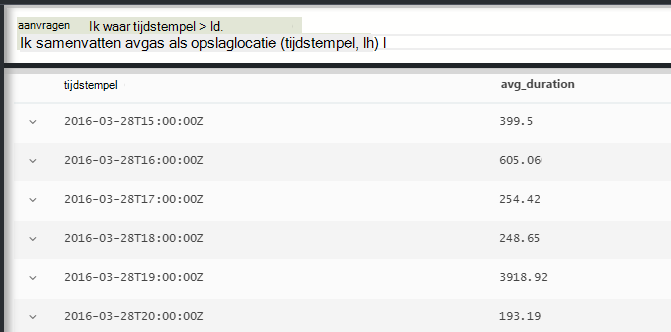 aanvragen Ik waar tijdstempel > ld.
Ik samenvatten avgas als opslaglocatie (tijdstempel, lh) I
tijdstempel avg_duration
2016-03-28T15:00:00Z 399.5
2016-03-28T16:00:00Z 605.06
2016-03-28T17:00:00Z 254.42
2016-03-28T18:00:00Z 248.65
2016-03-28T19:00:00Z 3918.92
2016-03-28T20:00:00Z 193.19